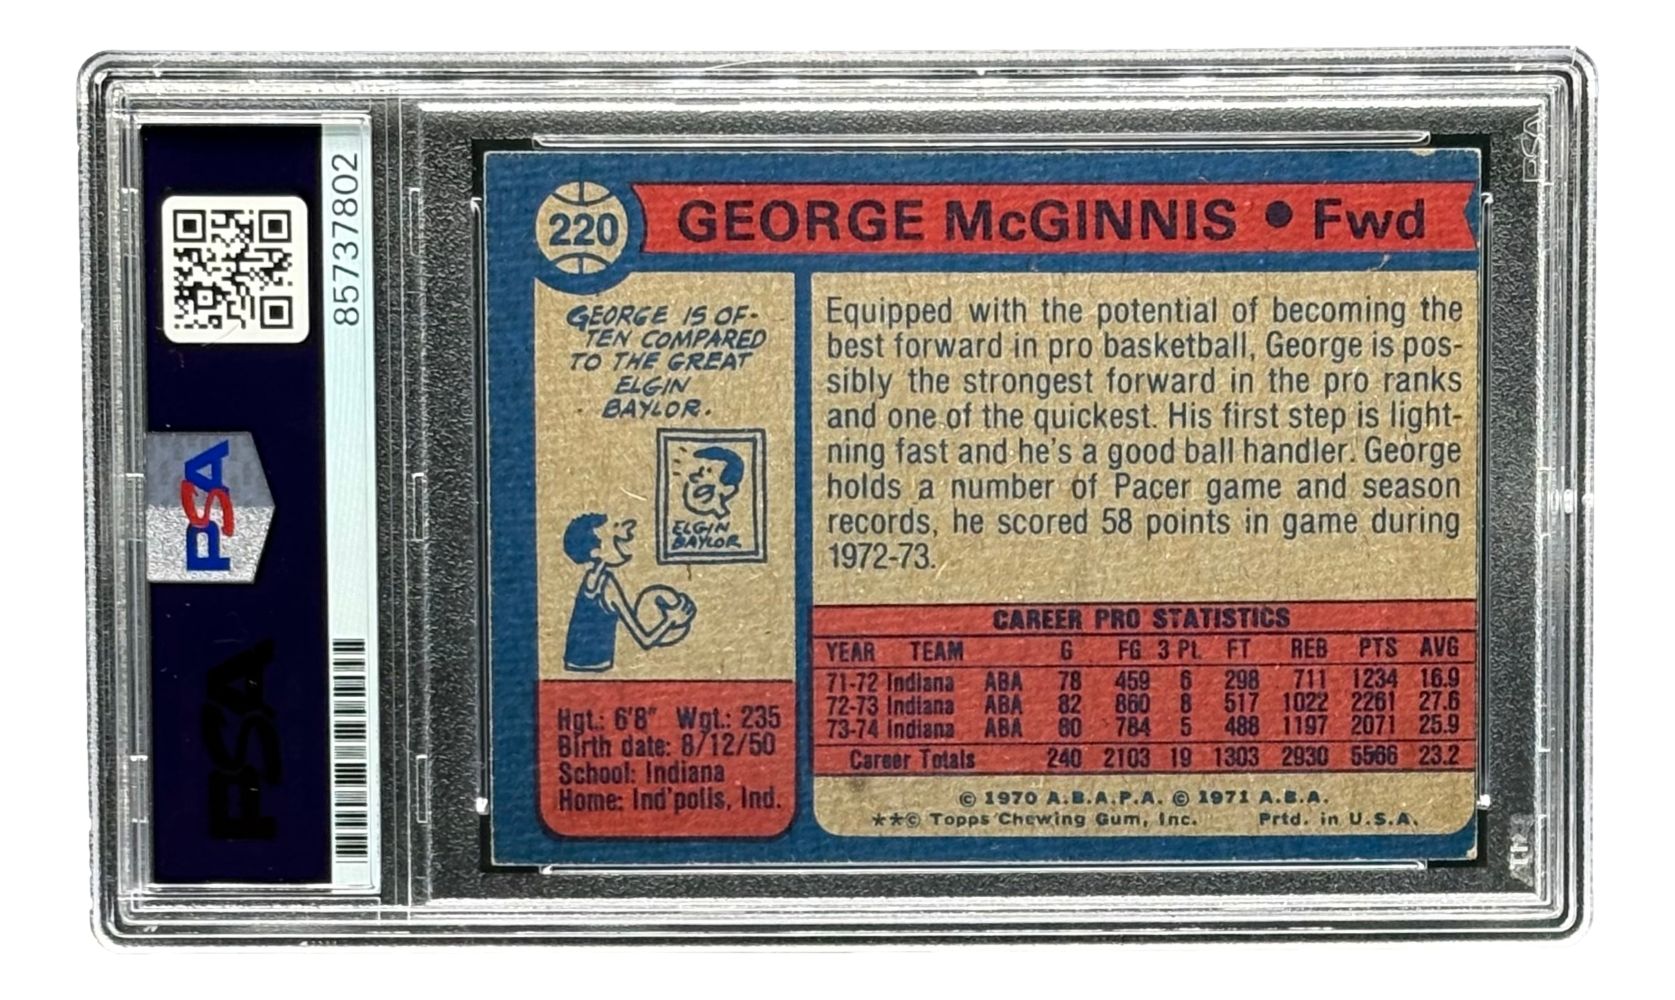 85737802
PSA
PSA
220
GEORGE McGINNIS • Fwd
GEORGE IS OF-
TEN COMPARED
TO THE GREAT
ELGIN
BAYLOR.
ELGIN
BAYLOR
Hgt.: 6'8" Wgt.: 235
Birth date: 8/12/50
School: Indiana
Home: Ind'polis, Ind.
Equipped with the potential of becoming the
best forward in pro basketball, George is pos-
sibly the strongest forward in the pro ranks
and one of the quickest. His first step is light-
ning fast and he's a good ball handler. George
holds a number of Pacer game and season
records, he scored 58 points in game during
1972-73.
CAREER PRO STATISTICS
YEAR TEAM G FG 3 Pt. FT REB PTS AVG
71-72 Indiana ABA 78 459 6 298 711 1234 16.9
72-73 Indiana ABA 82 860 8 517 1022 2261 27.6
73-74 Indiana ABA 80 784 5 488 1197 2071 25.9
Career Totals 240 2103 19 1303 2930 5566 23.2
© 1970 A.B.A.P.A. © 1971 A.B.A.
**© Topps Chewing Gum, Inc. Prtd. in U.S.A.
PSA